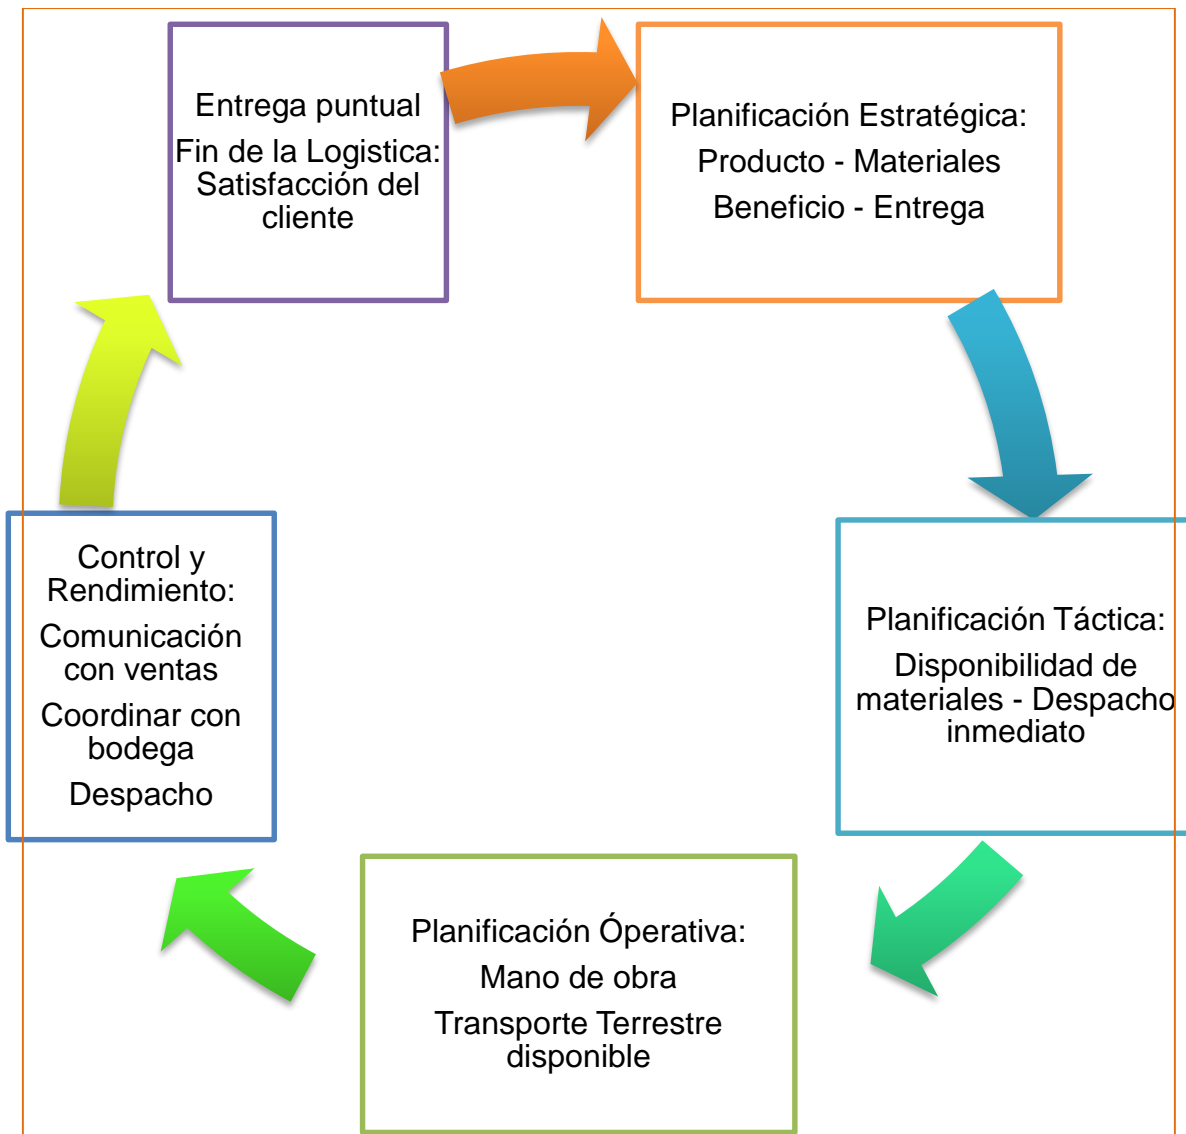 Entrega puntual
Fin de la Logistica:
Satisfacción del
cliente
Planificación Estratégica:
Producto - Materiales
Beneficio - Entrega
Planificación Táctica:
Disponibilidad de
materiales - Despacho
inmediato
Planificación Óperativa:
Mano de obra
Transporte Terrestre
disponible
Control y
Rendimiento:
Comunicación
con ventas
Coordinar con
bodega
Despacho